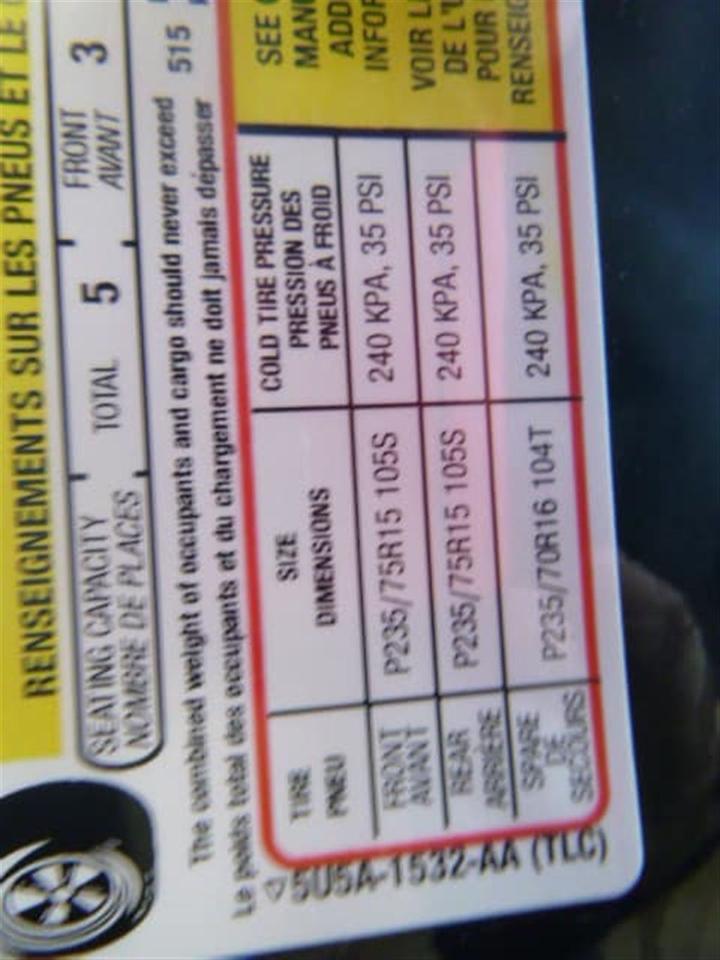 RENSEIGNEMENTS SUR LES PNEUS ET LE
SEATING CAPACITY
NOMBRE DE PLACES
TOTAL 5
FRONT
AVANT
3
The combined weight of occupants and cargo should never exceed 515
Le poids total des occupants et du chargement ne doit jamais dépasser
TIRE
PNEU
SIZE
DIMENSIONS
COLD TIRE PRESSURE
PRESSION DES
PNEUS À FROID
FRONT
AVANT
P235/75R15 105S
240 KPA, 35 PSI
REAR
ARRIÈRE
P235/75R15 105S
240 KPA, 35 PSI
SPARE
DE
SECOURS
P235/70R16 104T
240 KPA, 35 PSI
SEE
MAN
ADD
INFOR
VOIR L
DE L'U
POUR
RENSEIG
5U5A-1532-AA (TLC)